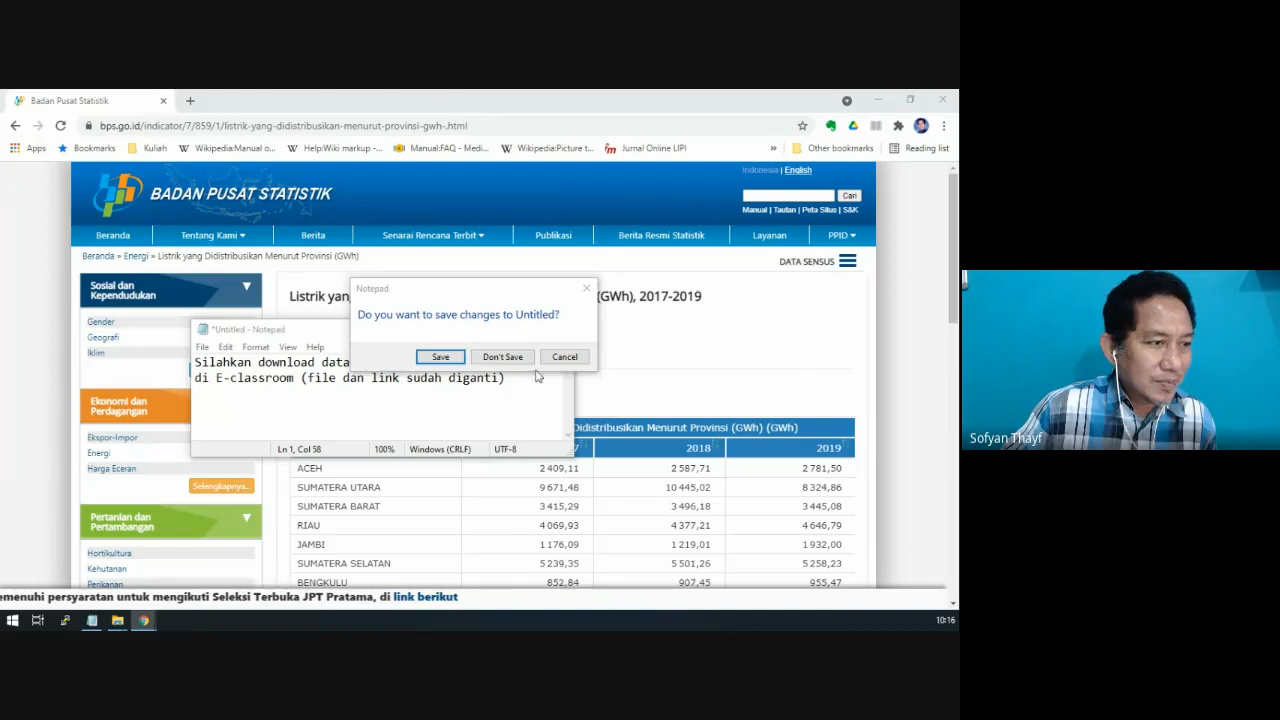 Badan Pusat Statistik
bps.go.id/indicator/7/859/1/listrik-yang-didistribusikan-menurut-provinsi-gwh-.html
Apps Bookmarks Kuliah Wikipedia:Manual o... Help:Wiki markup -... Manual:FAQ - Medi... Wikipedia:Picture t... Jurnal Online LIPI » Other bookmarks Reading list
Indonesia | English
BADAN PUSAT STATISTIK
Cari
Manual | Tautan | Peta Situs | S&K
Beranda Tentang Kami Berita Senarai Rencana Terbit Publikasi Berita Resmi Statistik Layanan PPID
Beranda » Energi » Listrik yang Didistribusikan Menurut Provinsi (GWh)
DATA SENSUS
Sosial dan
Kependudukan
Gender
Geografi
Iklim
Ekonomi dan
Perdagangan
Ekspor-Impor
Energi
Harga Eceran
Selengkapnya...
Pertanian dan
Pertambangan
Hortikultura
Kehutanan
Perikanan
Listrik yan
(GWh), 2017-2019
Notepad
Do you want to save changes to Untitled?
Save Don't Save Cancel
*Untitled - Notepad
File Edit Format View Help
Silahkan download data
di E-classroom (file dan link sudah diganti)
Ln 1, Col 58 100% Windows (CRLF) UTF-8
Didistribusikan Menurut Provinsi (GWh) (GWh)
7 2018 2019
ACEH 2 409,11 2 587,71 2 781,50
SUMATERA UTARA 9 671,48 10 445,02 8 324,86
SUMATERA BARAT 3 415,29 3 496,18 3 445,08
RIAU 4 069,93 4 377,21 4 646,79
JAMBI 1 176,09 1 219,01 1 932,00
SUMATERA SELATAN 5 239,35 5 501,26 5 258,23
BENGKULU 852,84 907,45 955,47
emenuhi persyaratan untuk mengikuti Seleksi Terbuka JPT Pratama, di link berikut
10:16
Sofyan Thayf